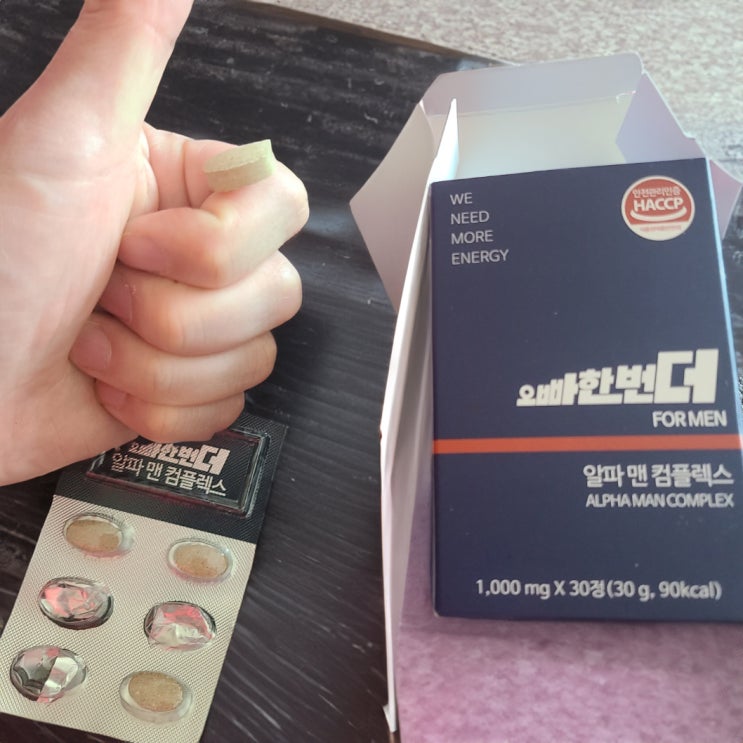 WE
NEED
MORE
ENERGY
안전관리인증
HACCP
오빠한번더
FOR MEN
알파 맨 컴플렉스
ALPHA MAN COMPLEX
1,000 mg X 30정(30 g, 90kcal)
오빠한번더
알파 맨 컴플렉스